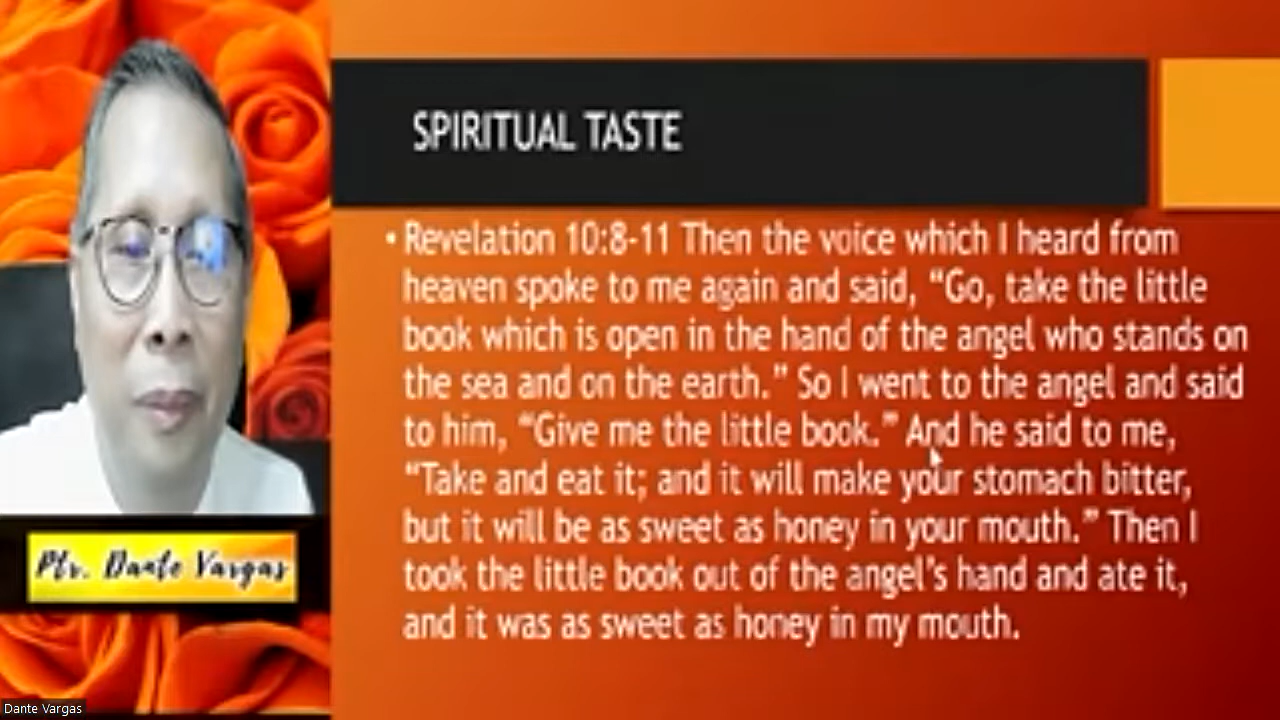 SPIRITUAL TASTE
• Revelation 10:8-11 Then the voice which I heard from
heaven spoke to me again and said, “Go, take the little
book which is open in the hand of the angel who stands on
the sea and on the earth.” So I went to the angel and said
to him, “Give me the little book.” And he said to me,
“Take and eat it; and it will make your stomach bitter,
but it will be as sweet as honey in your mouth.” Then I
took the little book out of the angel’s hand and ate it,
and it was as sweet as honey in my mouth.
Ptr. Dante Vargas
Dante Vargas